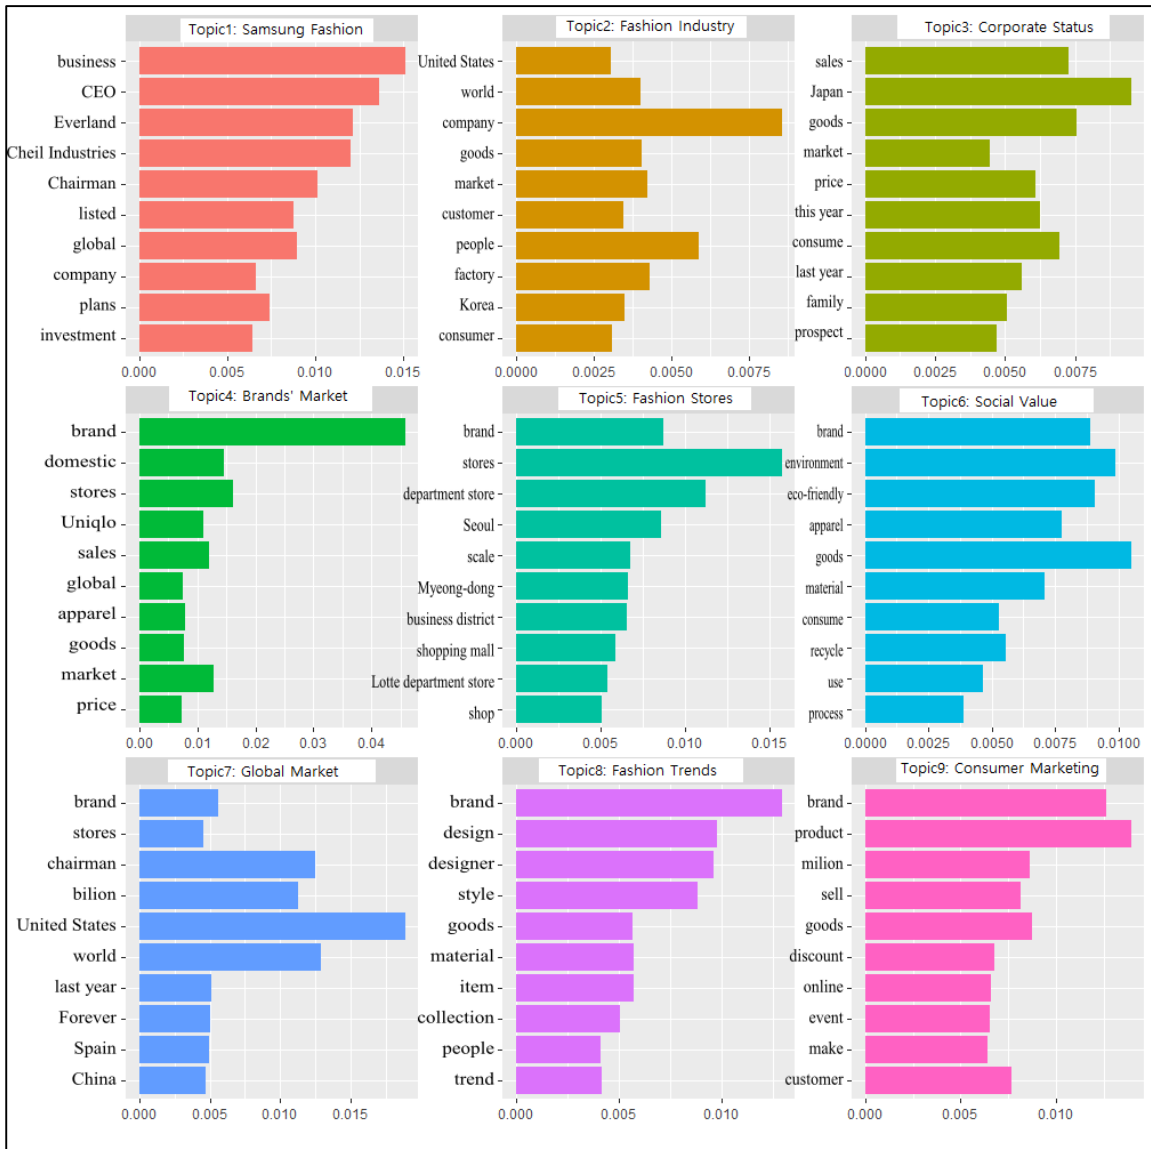 Topic1: Samsung Fashion
business
CEO
Everland
Cheil Industries
Chairman
listed
global
company
plans
investment
0.000 0.005 0.010 0.015
Topic2: Fashion Industry
United States
world
company
goods
market
customer
people
factory
Korea
consumer
0.0000 0.0025 0.0050 0.0075
Topic3: Corporate Status
sales
Japan
goods
market
price
this year
consume
last year
family
prospect
0.0000 0.0025 0.0050 0.0075
Topic4: Brands' Market
brand
domestic
stores
Uniqlo
sales
global
apparel
goods
market
price
0.00 0.01 0.02 0.03 0.04
Topic5: Fashion Stores
brand
stores
department store
Seoul
scale
Myeong-dong
business district
shopping mall
Lotte department store
shop
0.000 0.005 0.010 0.015
Topic6: Social Value
brand
environment
eco-friendly
apparel
goods
material
consume
recycle
use
process
0.0000 0.0025 0.0050 0.0075 0.0100
Topic7: Global Market
brand
stores
chairman
bilion
United States
world
last year
Forever
Spain
China
0.000 0.005 0.010 0.015
Topic8: Fashion Trends
brand
design
designer
style
goods
material
item
collection
people
trend
0.000 0.005 0.010
Topic9: Consumer Marketing
brand
product
milion
sell
goods
discount
online
event
make
customer
0.000 0.005 0.010